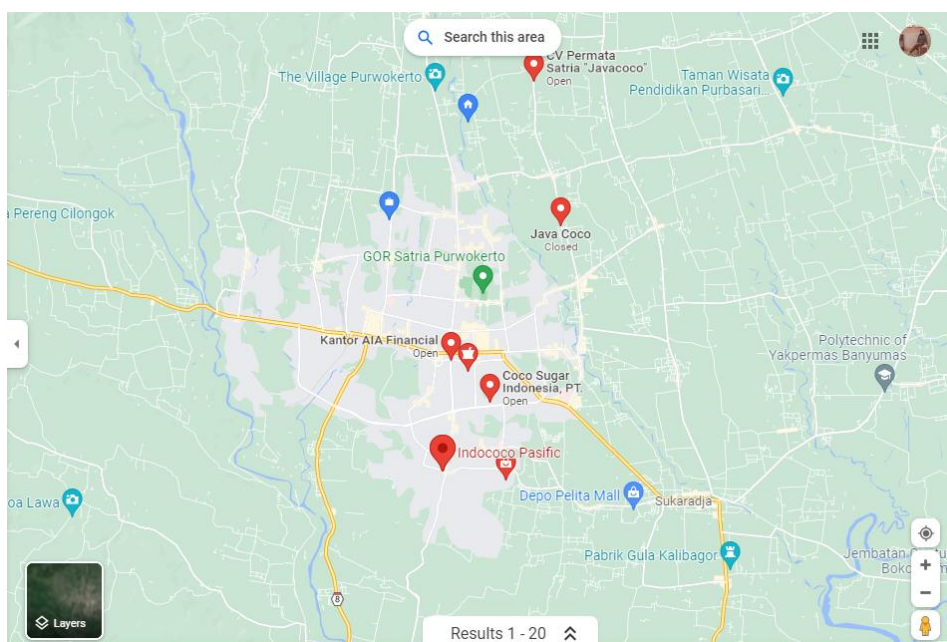 Search this area
CV Permata
Satria "Javacoco"
Open
The Village Purwokerto
Taman Wisata
Pendidikan Purbasari...
a Pereng Cilongok
Java Coco
Closed
GOR Satria Purwokerto
Kantor AIA Financial
Open
Polytechnic of
Yakpermas Banyumas
Coco Sugar
Indonesia, PT.
Open
Indococo Pasific
Depo Pelita Mall
Sukaradja
oa Lawa
Pabrik Gula Kalibagor
Jembatan
8
Layers
Results 1 - 20